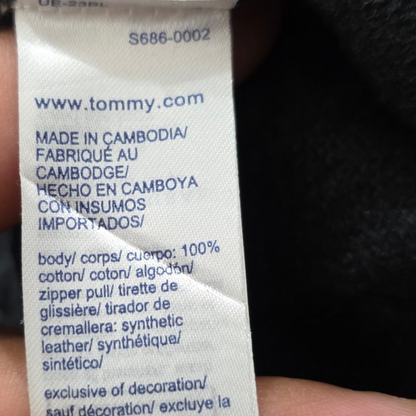 S686-0002
www.tommy.com
MADE IN CAMBODIA/
FABRIQUÉ AU
CAMBODGE/
HECHO EN CAMBOYA
CON INSUMOS
IMPORTADOS/
body/ corps/ cuerpo: 100%
cotton/ coton/ algodón/
zipper pull/ tirette de
glissière/ tirador de
cremallera: synthetic
leather/ synthétique/
sintético/
exclusive of decoration/
sauf décoration/ excluye la